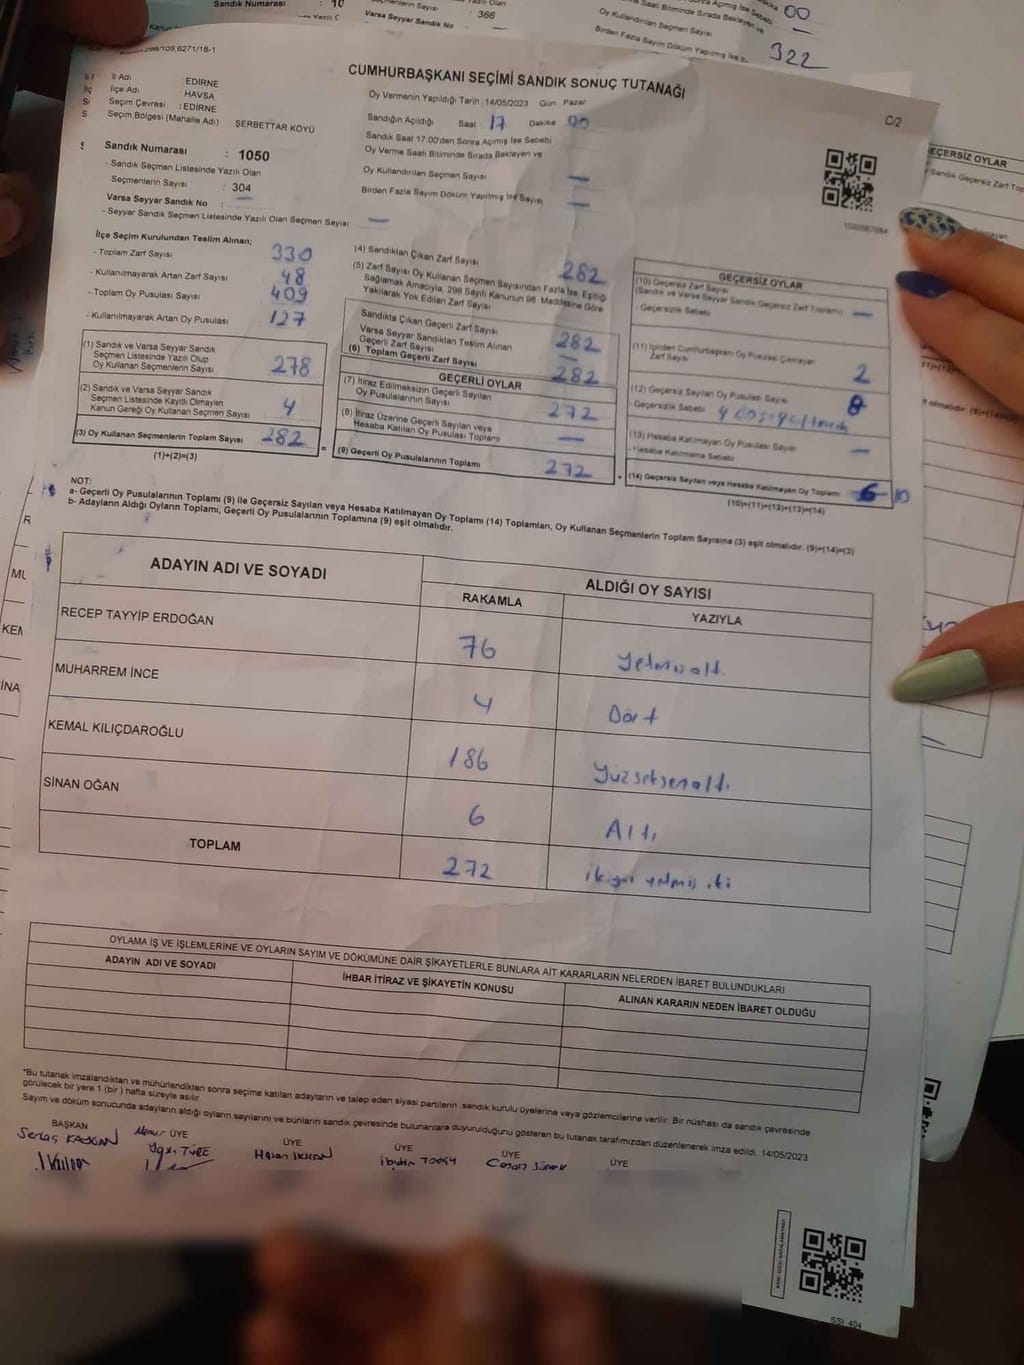 Sandık Numarası : 10
Seçmenlerin Sayısı : 366
Varsa Seyyar Sandık No
Oy Kullandırılan Seçmen Sayısı
00
322
298/105,6271/18-1
CUMHURBAŞKANI SEÇİMİ SANDIK SONUÇ TUTANAĞI
C/2
İl Adı : EDİRNE
İlçe Adı HAVSA
Seçim Çevresi : EDİRNE
Seçim Bölgesi (Mahalle Adı) ŞERBETTAR KÖYÜ
Oy Vermenin Yapıldığı Tarih :14/05/2023 Gün Pazar
Sandığın Açıldığı Saat 17 Dakika 00
Sandık Saat 17:00'den Sonra Açılmış İse Sebebi
Oy Verme Saati Bitiminde Sırada Bekleyen ve
Oy Kullandırılan Seçmen Sayısı —
Birden Fazla Sayım Döküm Yapılmış İse Sayısı —
Sandık Numarası : 1050
- Sandık Seçmen Listesinde Yazılı Olan
Seçmenlerin Sayısı : 304
Varsa Seyyar Sandık No : —
- Seyyar Sandık Seçmen Listesinde Yazılı Olan Seçmen Sayısı —
İlçe Seçim Kurulundan Teslim Alınan;
- Toplam Zarf Sayısı 330
- Kullanılmayarak Artan Zarf Sayısı 48
- Toplam Oy Pusulası Sayısı 409
- Kullanılmayarak Artan Oy Pusulası 127
(1) Sandık ve Varsa Seyyar Sandık
Seçmen Listesinde Yazılı Olup
Oy Kullanan Seçmenlerin Sayısı 278
(2) Sandık ve Varsa Seyyar Sandık
Seçmen Listesinde Kayıtlı Olmayan
Kanun Gereği Oy Kullanan Seçmen Sayısı 4
(3) Oy Kullanan Seçmenlerin Toplam Sayısı 282
(1)+(2)=(3)
(4) Sandıktan Çıkan Zarf Sayısı 282
(5) Zarf Sayısı Oy Kullanan Seçmen Sayısından Fazla İse, Eşitliği
Sağlamak Amacıyla, 298 Sayılı Kanunun 98. Maddesine Göre
Yakılarak Yok Edilen Zarf Sayısı
Sandıkta Çıkan Geçerli Zarf Sayısı 282
Varsa Seyyar Sandıktan Teslim Alınan
Geçerli Zarf Sayısı —
(6) Toplam Geçerli Zarf Sayısı 282
GEÇERLİ OYLAR
(7) İtiraz Edilmeksizin Geçerli Sayılan
Oy Pusulasının Sayısı 272
(8) İtiraz Üzerine Geçerli Sayılan veya
Hesaba Katılan Oy Pusulası Toplamı —
(9) Geçerli Oy Pusulalarının Toplamı 272
GEÇERSİZ OYLAR
(10) Geçersiz Zarf Sayısı
(Sandık ve Varsa Seyyar Sandık Geçersiz Zarf Toplamı) —
- Geçersizlik Sebebi
(11) İçinden Cumhurbaşkanı Oy Pusulası Çıkmayan
Zarf Sayısı 2
(12) Geçersiz Sayılan Oy Pusulası Sayısı 8
- Geçersizlik Sebebi
(13) Hesaba Katılmayan Oy Pusulası Sayısı —
- Hesaba Katılmama Sebebi
(14) Geçersiz Sayılan veya Hesaba Katılmayan Oy Toplamı 6 10
(10)+(11)+(12)+(13)=(14)
NOT:
a- Geçerli Oy Pusulalarının Toplamı (9) ile Geçersiz Sayılan veya Hesaba Katılmayan Oy Toplamı (14) Toplamları, Oy Kullanan Seçmenlerin Toplam Sayısına (3) eşit olmalıdır. (9)+(14)=(3)
b- Adayların Aldığı Oyların Toplamı, Geçerli Oy Pusulalarının Toplamına (9) eşit olmalıdır.
ADAYIN ADI VE SOYADI ALDIĞI OY SAYISI
RAKAMLA YAZIYLA
RECEP TAYYİP ERDOĞAN 76 Yetmişaltı
MUHARREM İNCE 4 Dört
KEMAL KILIÇDAROĞLU 186 Yüzseksenaltı
SİNAN OĞAN 6 Altı
TOPLAM 272 ikiyüz yetmiş iki
OYLAMA İŞ VE İŞLEMLERİNE VE OYLARIN SAYIM VE DÖKÜMÜNE DAİR ŞİKAYETLERLE BUNLARA AİT KARARLARIN NELERDEN İBARET BULUNDUKLARI
ADAYIN ADI VE SOYADI İHBAR İTİRAZ VE ŞİKAYETİN KONUSU ALINAN KARARIN NEDEN İBARET OLDUĞU
*Bu tutanak imzalandıktan ve mühürlendikten sonra seçime katılan adayların ve talep eden siyasi partilerin sandık kurulu üyelerine veya gözlemcilerine verilir. Bir nüshası da sandık çevresinde
görülecek bir yere 1 (bir) hafta süreyle asılır.
Sayım ve döküm sonucunda adayların aldığı oyların sayılarını ve bunların sandık çevresinde bulunanlara duyurulduğunu gösteren bu tutanak tarafımızdan düzenlenerek imza edildi. 14/05/2023
BAŞKAN Memur ÜYE ÜYE ÜYE ÜYE ÜYE
SSI 404
GEÇERSİZ OYLAR